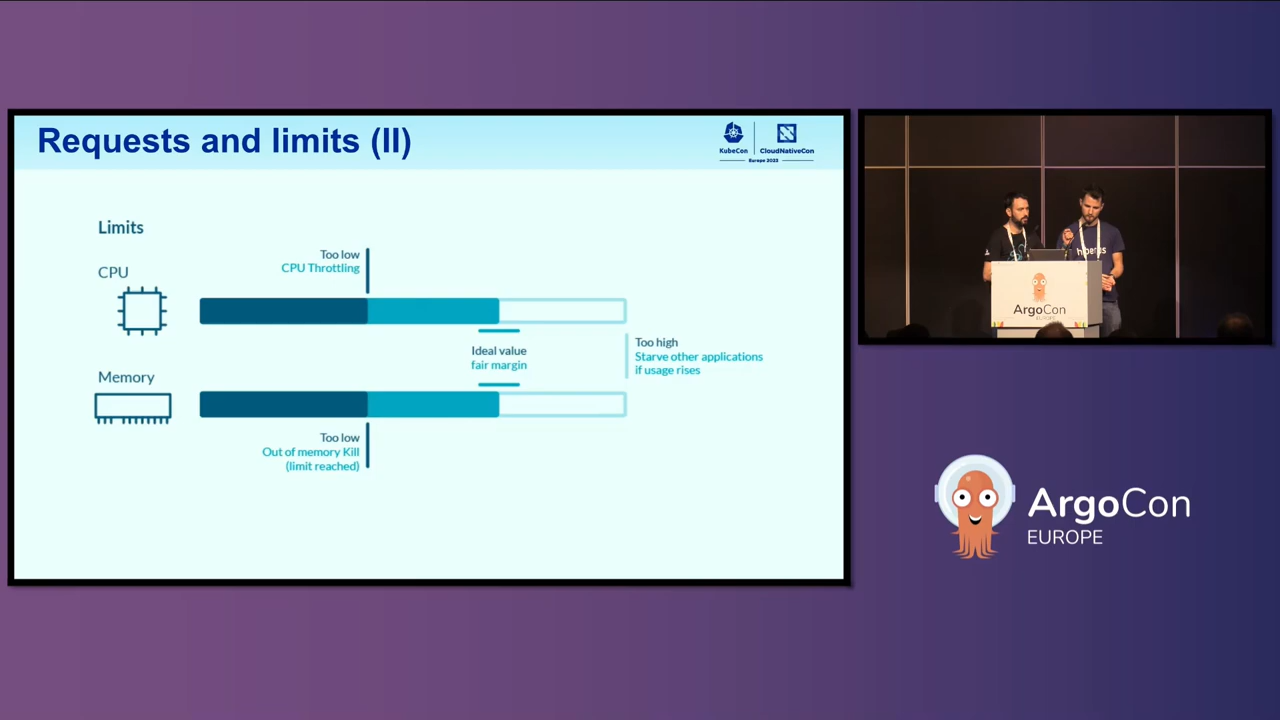 Requests and limits (II)
KubeCon
CloudNativeCon
Europe 2023
Limits
CPU
Too low
CPU Throttling
Ideal value
fair margin
Too high
Starve other applications
if usage rises
Memory
Too low
Out of memory Kill
(limit reached)
ArgoCon
EUROPE
ArgoCon
EUROPE